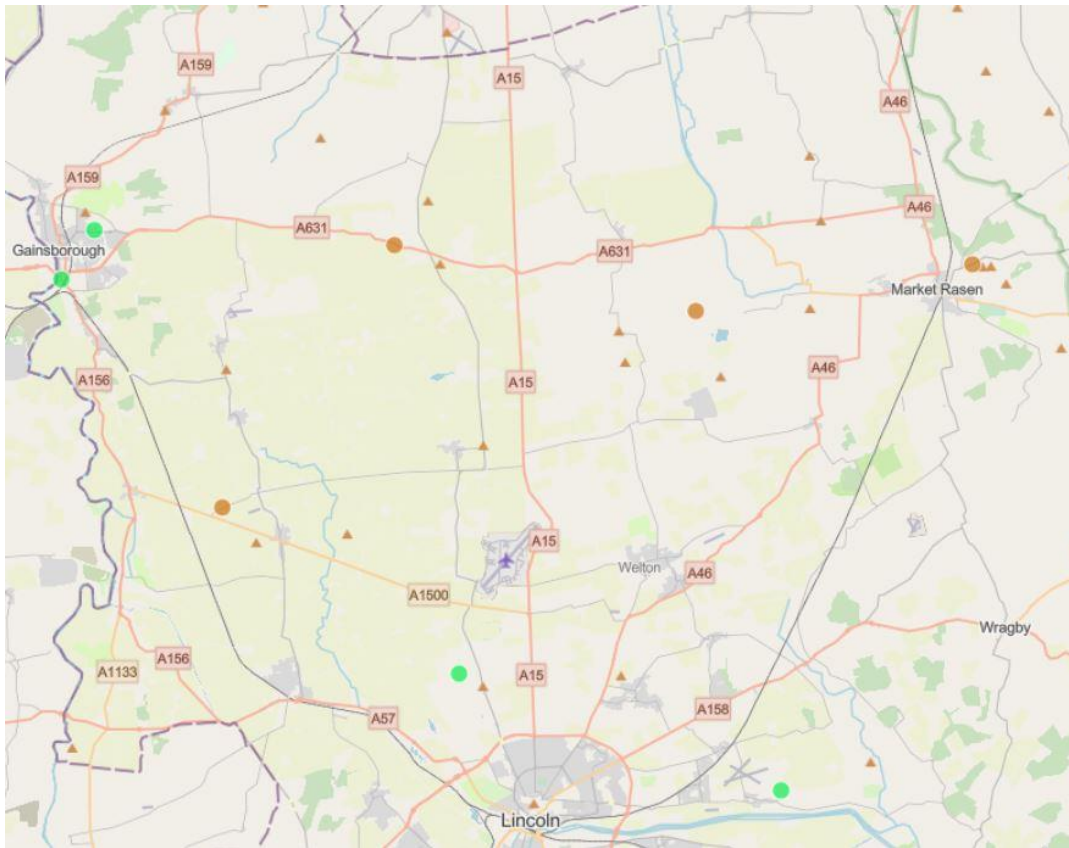 A159
A15
A46
A159
A46
A631
A631
Gainsborough
Market Rasen
A156
A15
A46
A15
Welton
A46
A1500
Wragby
A156
A15
A1133
A57
A158
Lincoln